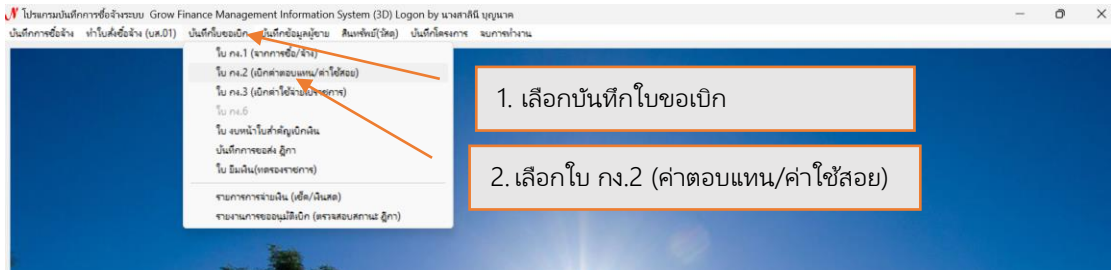 โปรแกรมบันทึกการซื้อจ้างระบบ Grow Finance Management Information System (3D) Logon by นางสาลินี บุญนาค
บันทึกการซื้อจ้าง ทำใบสั่งซื้อจ้าง (บส.01) บันทึกใบขอเบิก บันทึกข้อมูลผู้ขาย สินทรัพย์(วัสดุ) บันทึกโครงการ จบการทำงาน
ใบ กง.1 (จากการซื้อ/จ้าง)
ใบ กง.2 (เบิกค่าตอบแทน/ค่าใช้สอย)
ใบ กง.3 (เบิกค่าใช้จ่ายไปราชการ)
ใบ กง.6
ใบ งบหน้าใบสำคัญเบิกเงิน
บันทึกการขอส่ง ฎีกา
ใบ ยืมเงิน(ทดรองราชการ)
รายการการจ่ายเงิน (เช็ค/เงินสด)
รายงานการขออนุมัติเบิก (ตรวจสอบสถานะ ฎีกา)
1. เลือกบันทึกใบขอเบิก
2. เลือกใบ กง.2 (ค่าตอบแทน/ค่าใช้สอย)